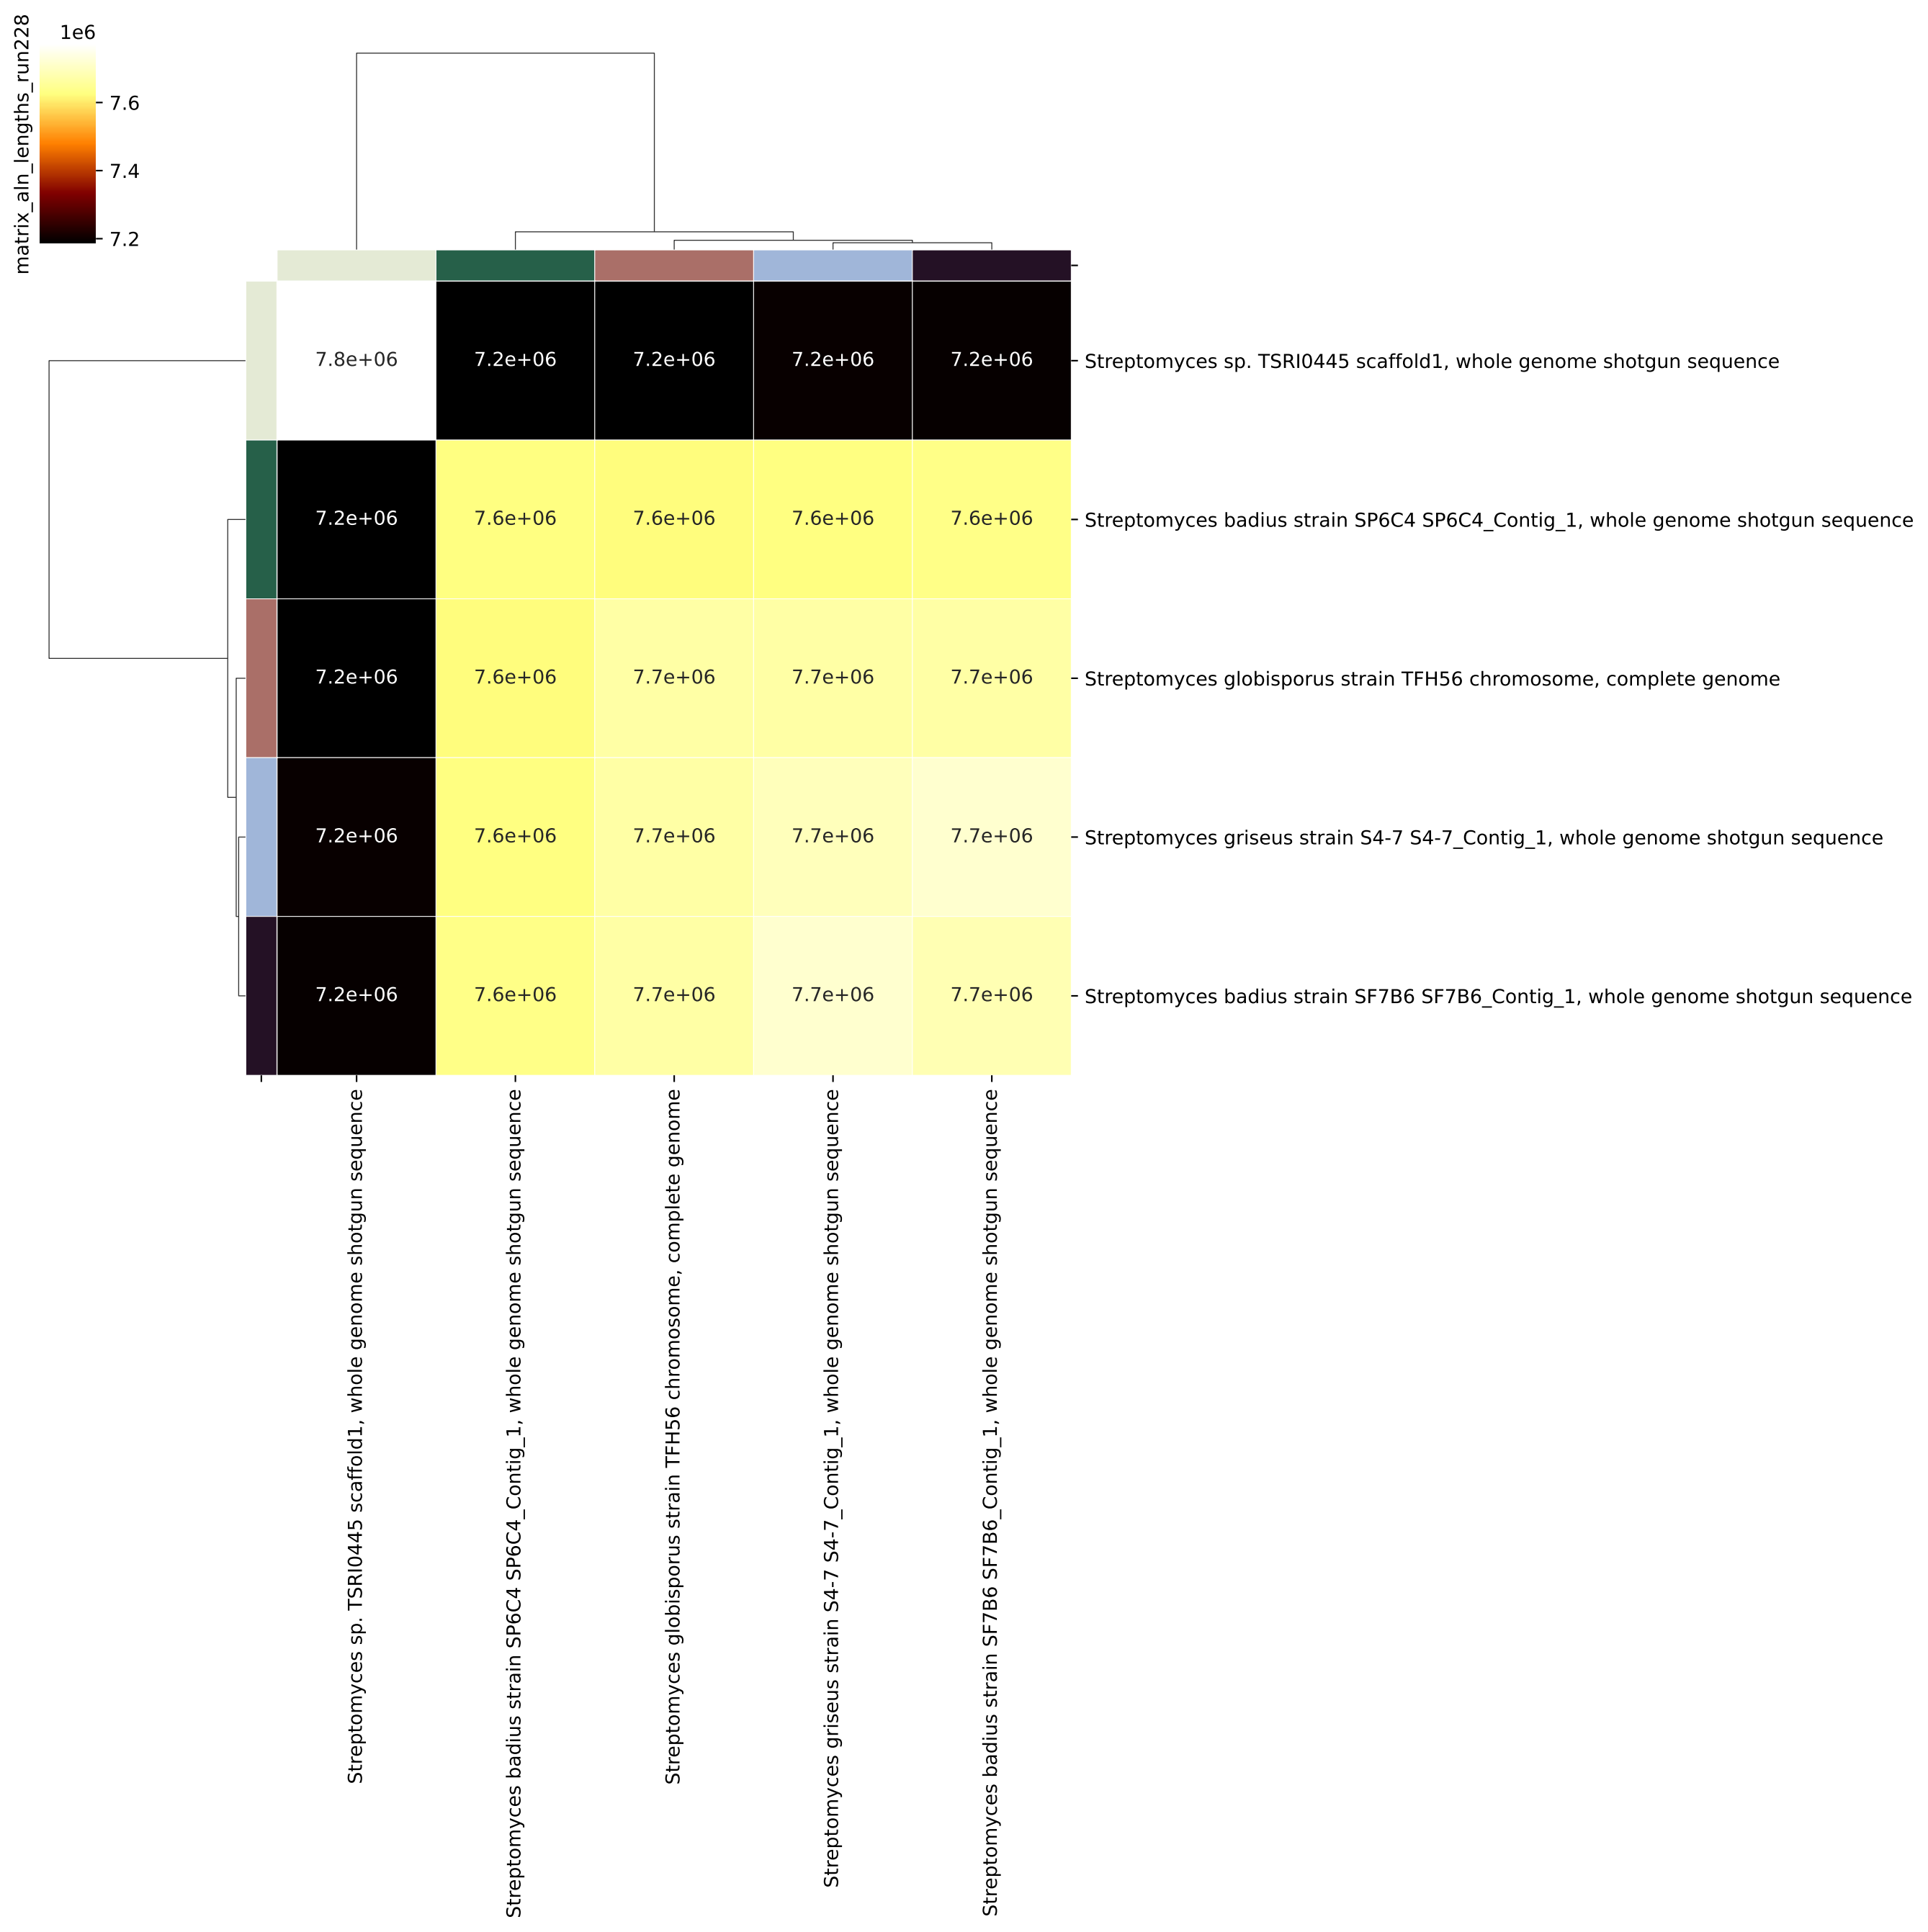 1e6
matrix_aln_lengths_run228
7.6
7.4
7.2
7.8e+06 7.2e+06 7.2e+06 7.2e+06 7.2e+06 Streptomyces sp. TSRI0445 scaffold1, whole genome shotgun sequence
7.2e+06 7.6e+06 7.6e+06 7.6e+06 7.6e+06 Streptomyces badius strain SP6C4 SP6C4_Contig_1, whole genome shotgun sequence
7.2e+06 7.6e+06 7.7e+06 7.7e+06 7.7e+06 Streptomyces globisporus strain TFH56 chromosome, complete genome
7.2e+06 7.6e+06 7.7e+06 7.7e+06 7.7e+06 Streptomyces griseus strain S4-7 S4-7_Contig_1, whole genome shotgun sequence
7.2e+06 7.6e+06 7.7e+06 7.7e+06 7.7e+06 Streptomyces badius strain SF7B6 SF7B6_Contig_1, whole genome shotgun sequence
Streptomyces sp. TSRI0445 scaffold1, whole genome shotgun sequence
Streptomyces badius strain SP6C4 SP6C4_Contig_1, whole genome shotgun sequence
Streptomyces globisporus strain TFH56 chromosome, complete genome
Streptomyces griseus strain S4-7 S4-7_Contig_1, whole genome shotgun sequence
Streptomyces badius strain SF7B6 SF7B6_Contig_1, whole genome shotgun sequence